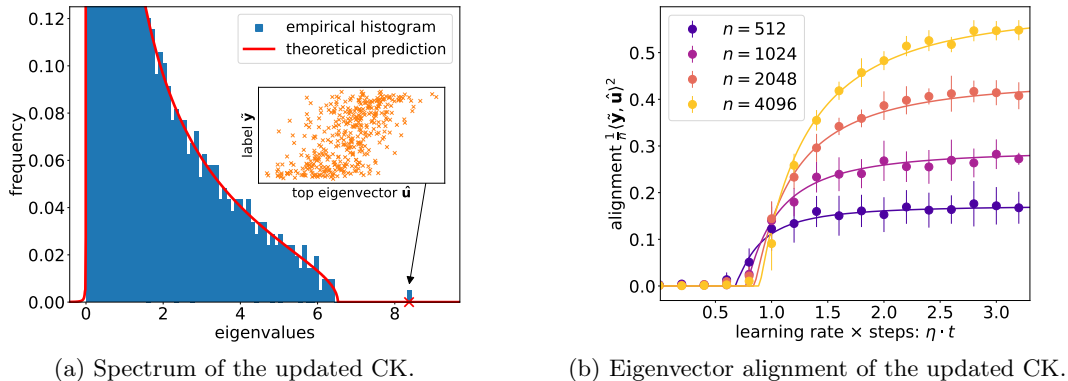 0.12
0.10
0.08
0.06
0.04
0.02
0.00
frequency
0
2
4
6
8
eigenvalues
empirical histogram
theoretical prediction
label ỹ
top eigenvector û
(a) Spectrum of the updated CK.
0.5
0.4
0.3
0.2
0.1
0.0
alignment 1/n ⟨ỹ, û⟩²
n = 512
n = 1024
n = 2048
n = 4096
0.5
1.0
1.5
2.0
2.5
3.0
learning rate × steps: η · t
(b) Eigenvector alignment of the updated CK.